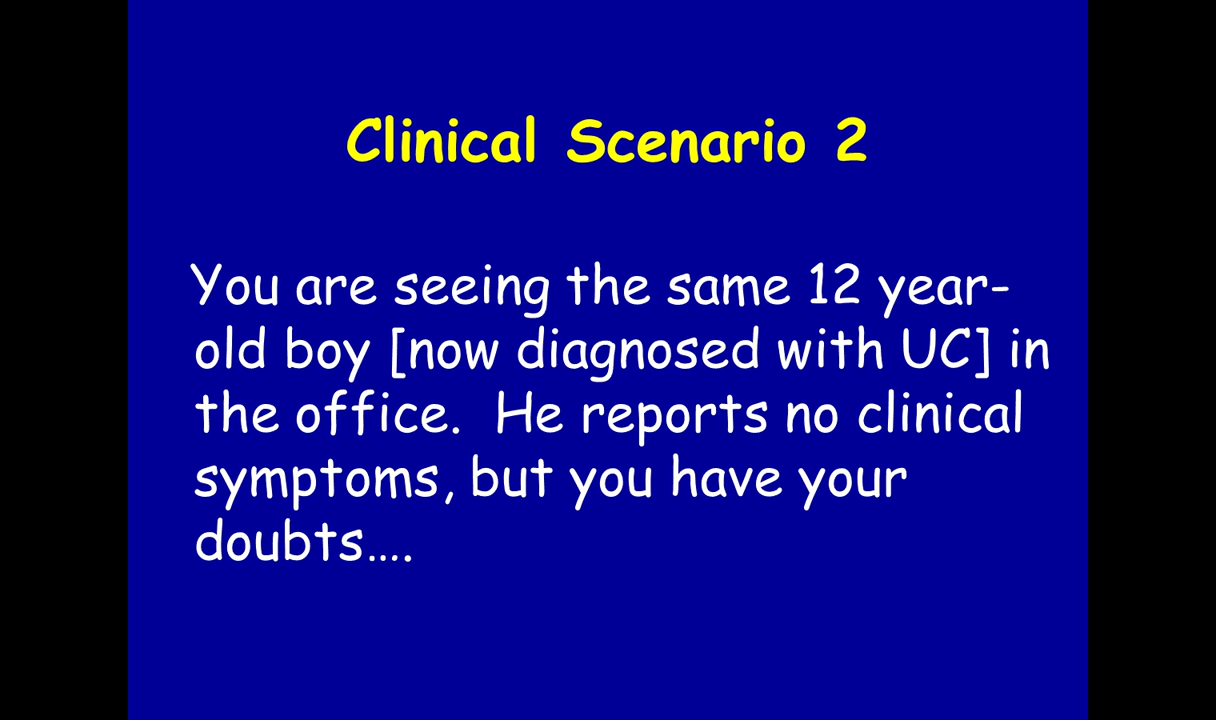 Clinical Scenario 2
You are seeing the same 12 year-
old boy [now diagnosed with UC] in
the office.  He reports no clinical
symptoms, but you have your
doubts….